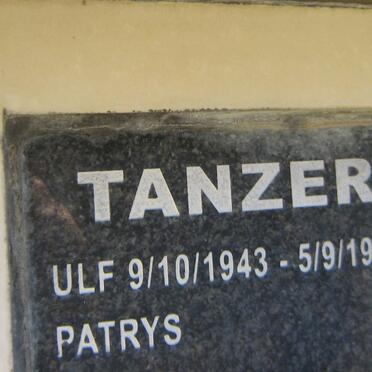 TANZER
ULF 9/10/1943 - 5/9/19
PATRYS